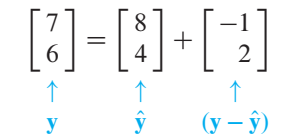 [7 6] = [8 4] + [−1 2]
↑ ↑ ↑
y ŷ (y − ŷ)